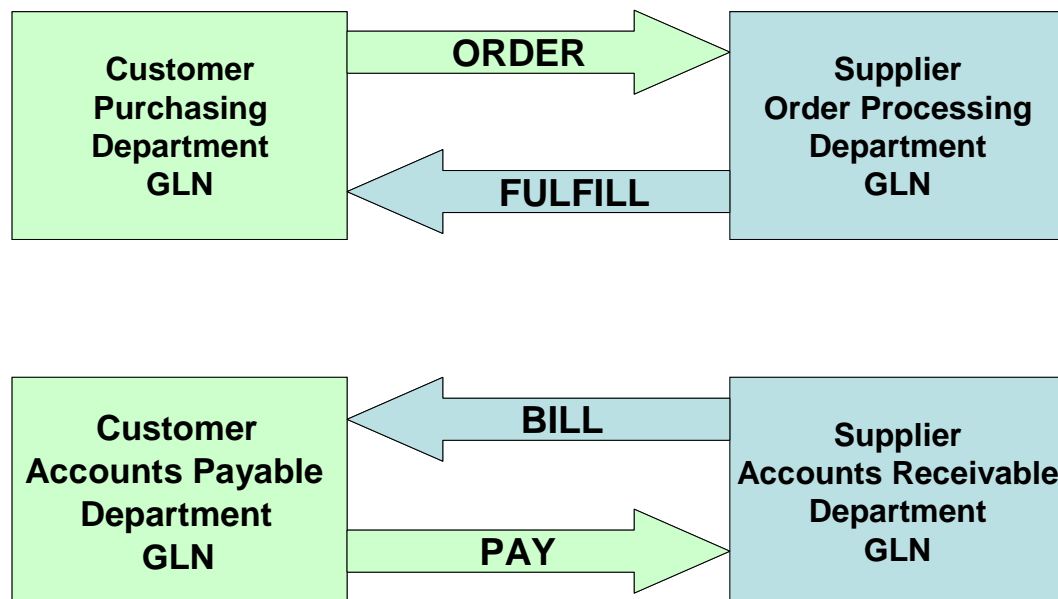 Customer
Purchasing
Department
GLN
ORDER
FULFILL
Supplier
Order Processing
Department
GLN
Customer
Accounts Payable
Department
GLN
BILL
PAY
Supplier
Accounts Receivable
Department
GLN